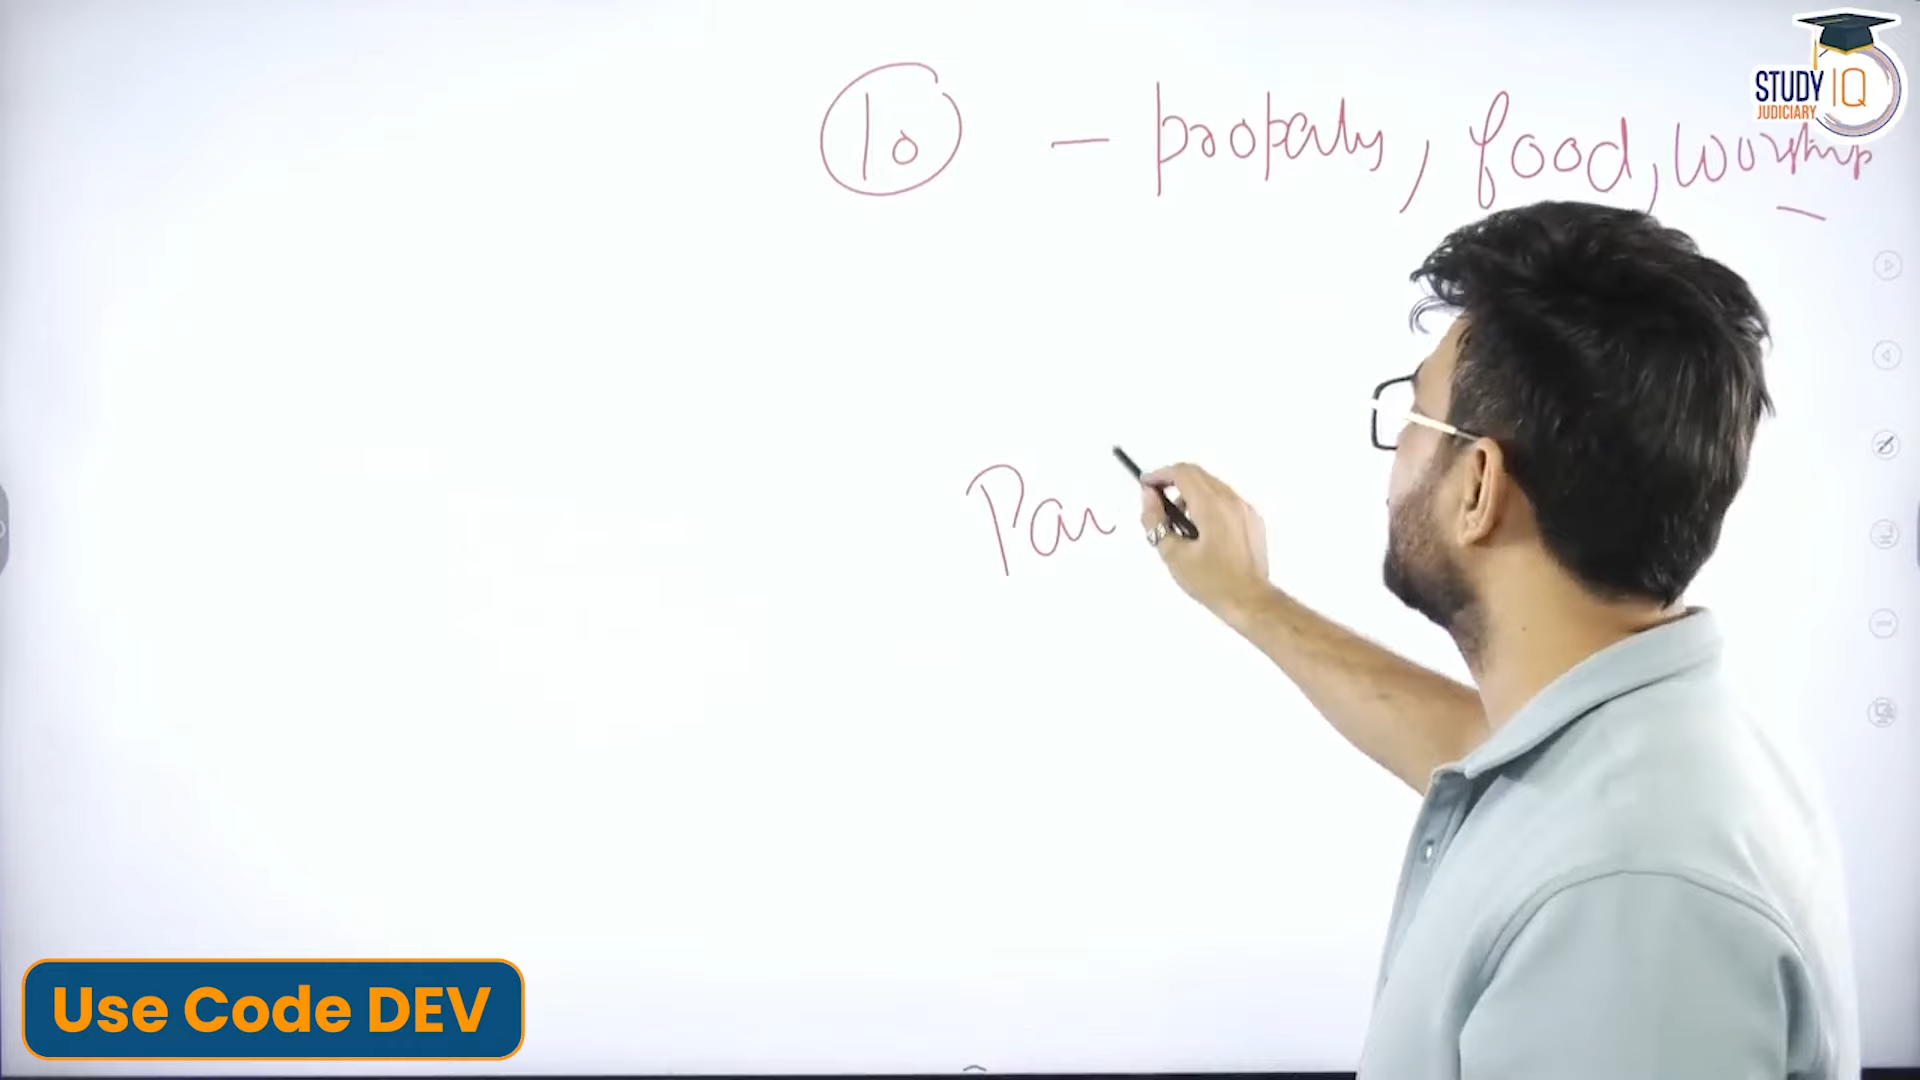 10 - property, food, worship
STUDY IQ
JUDICIARY
Par
Use Code DEV